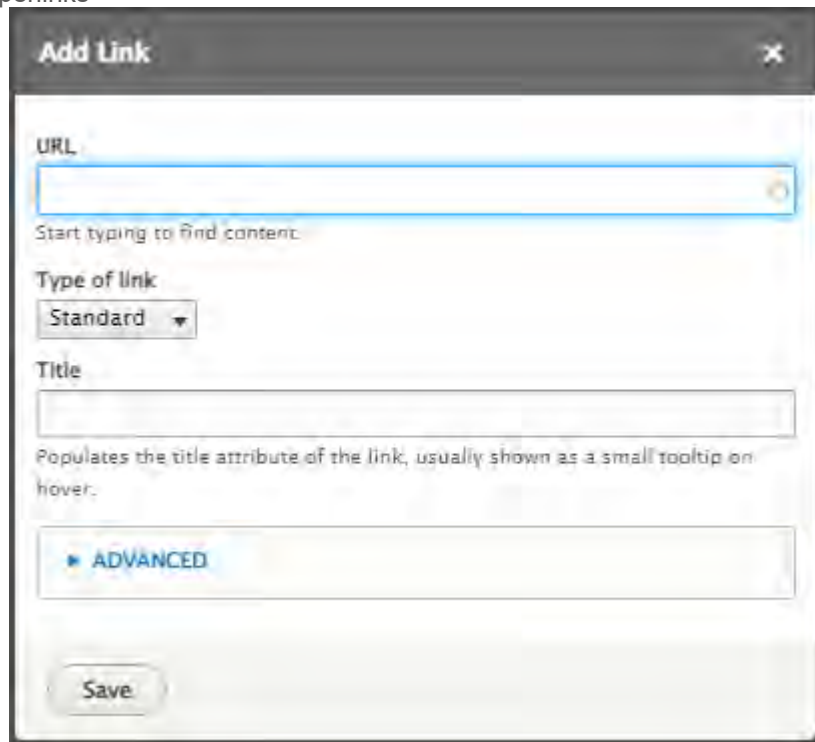 Add Link
URL
Start typing to find content.
Type of link
Standard
Title
Populates the title attribute of the link, usually shown as a small tooltip on
hover.
ADVANCED
Save